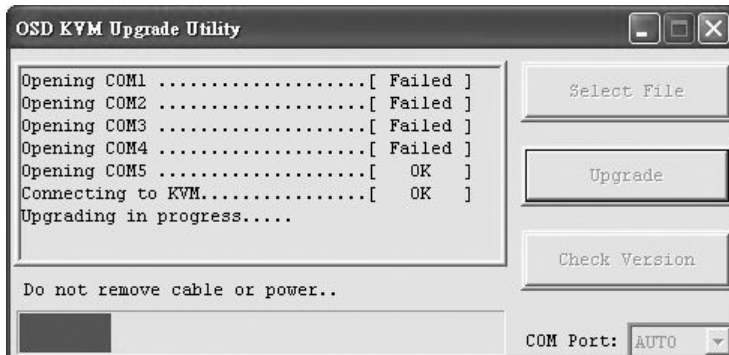 OSD KVM Upgrade Utility
Opening COM1 ....................[ Failed ]
Opening COM2 ....................[ Failed ]
Opening COM3 ....................[ Failed ]
Opening COM4 ....................[ Failed ]
Opening COM5 ....................[ OK ]
Connecting to KVM................[ OK ]
Upgrading in progress.....
Select File
Upgrade
Check Version
Do not remove cable or power..
COM Port: AUTO